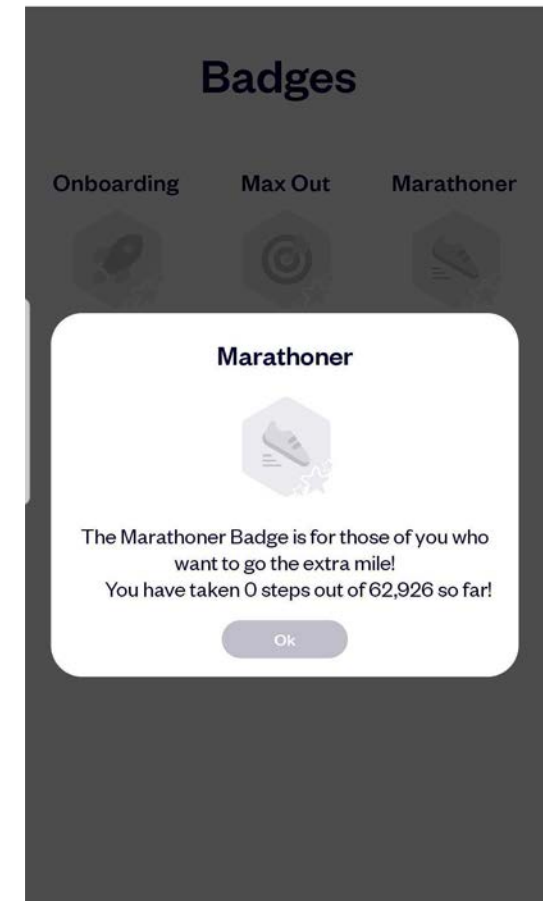 Badges
Onboarding Max Out Marathoner
Marathoner
The Marathoner Badge is for those of you who
want to go the extra mile!
You have taken 0 steps out of 62,926 so far!
Ok